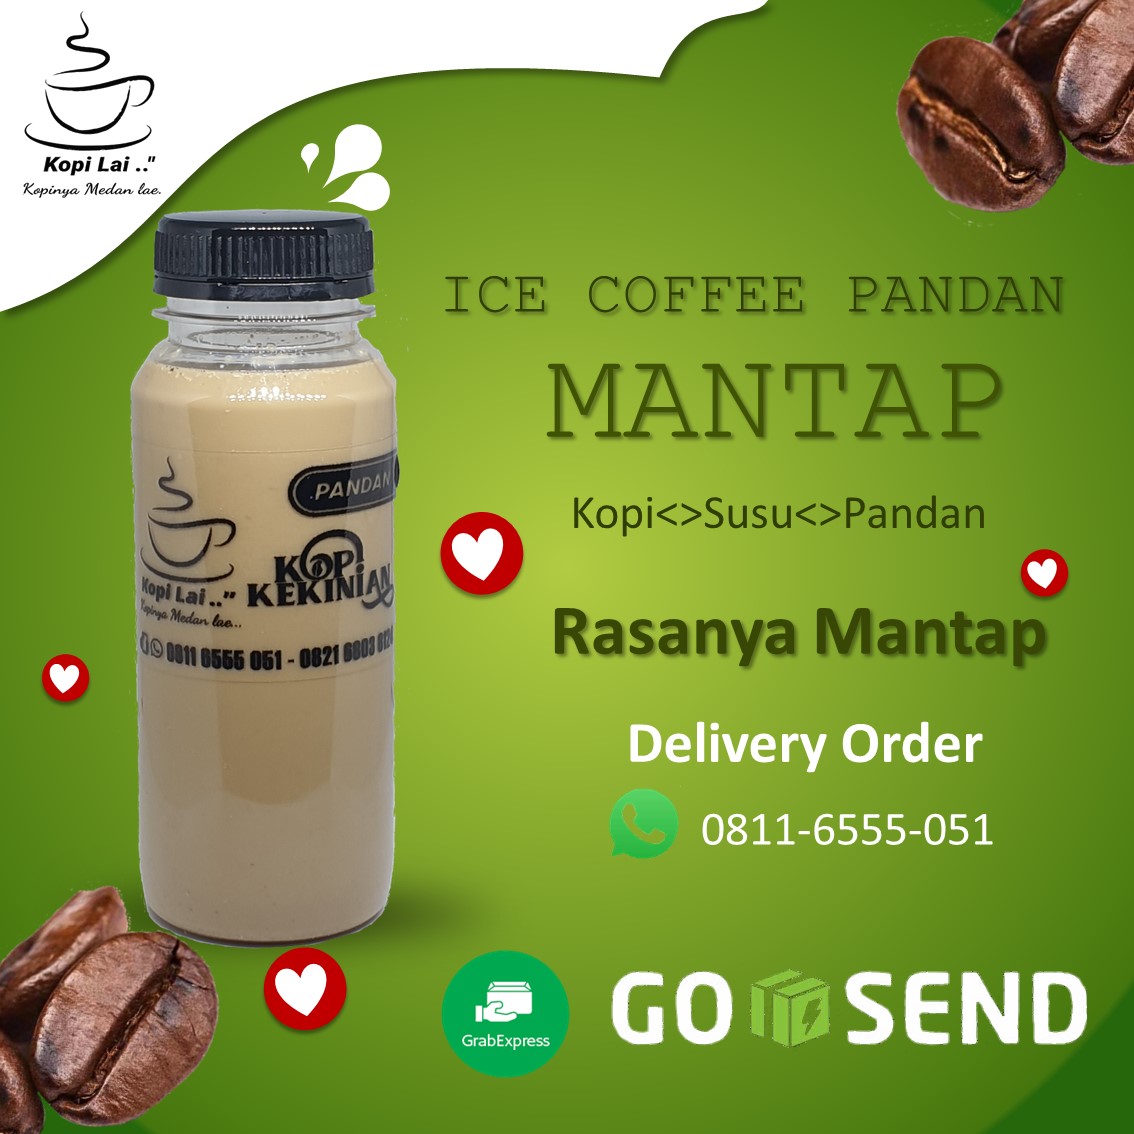 Kopi Lai .."
Kopinya Medan lae.
ICE COFFEE PANDAN
MANTAP
Kopi<>Susu<>Pandan
Rasanya Mantap
Delivery Order
0811-6555-051
.PANDAN
KOPI
KEKINIAN
Kopi Lai .."
Kopinya Medan lae...
0811 6555 051 - 0821 6803
GrabExpress
GO SEND